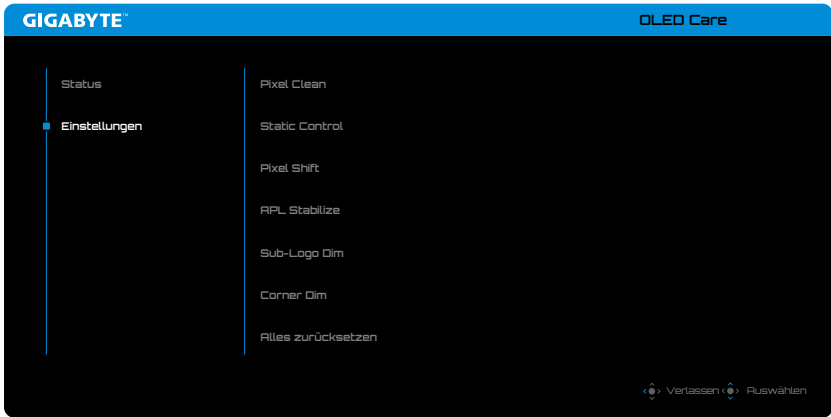 GIGABYTE™
OLED Care
Status
Einstellungen
Pixel Clean
Static Control
Pixel Shift
APL Stabilize
Sub-Logo Dim
Corner Dim
Alles zurücksetzen
Verlassen Auswählen